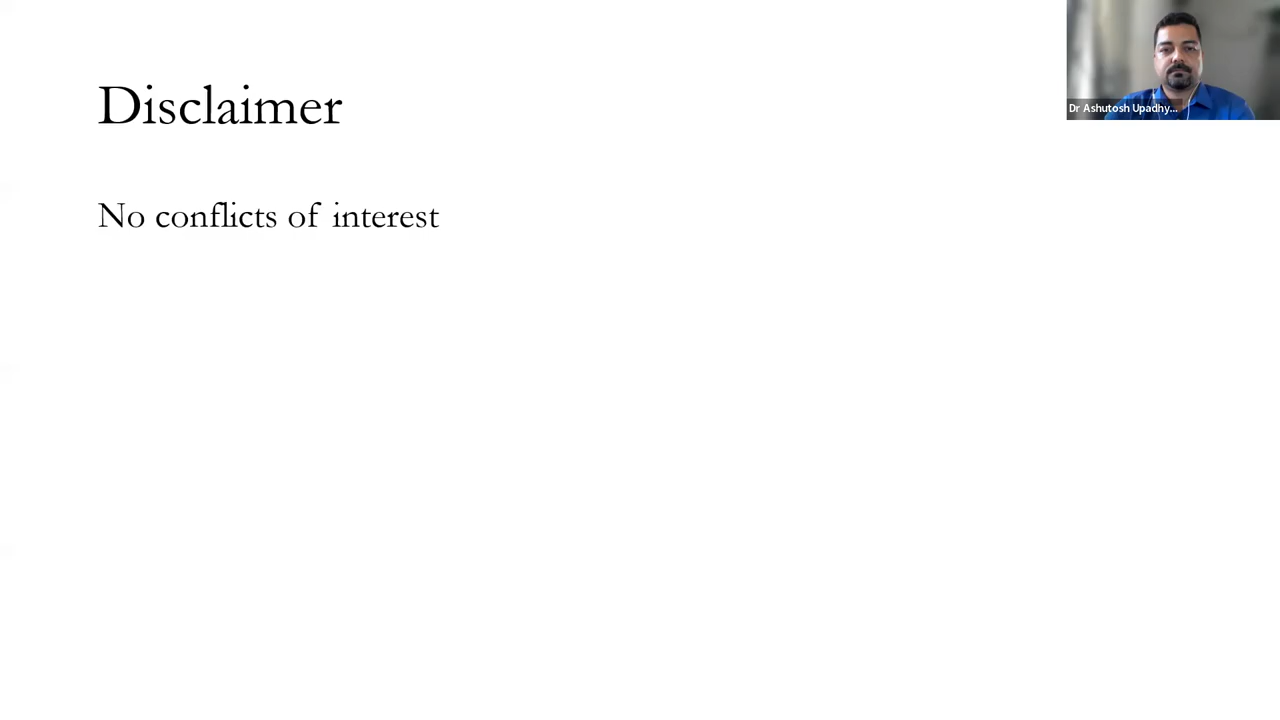 Disclaimer
No conflicts of interest
Dr Ashutosh Upadhy...